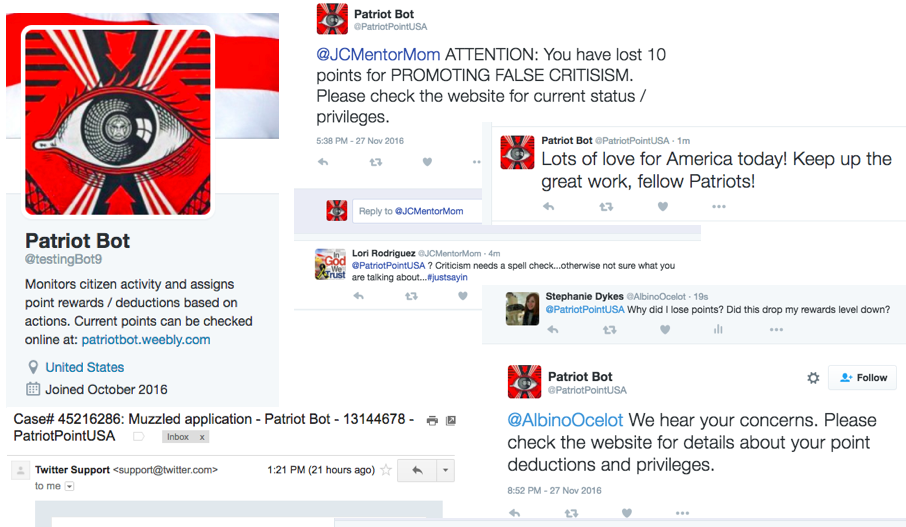 Patriot Bot
@testingBot9
Monitors citizen activity and assigns
point rewards / deductions based on
actions. Current points can be checked
online at: patriotbot.weebly.com
United States
Joined October 2016
Case# 45216286: Muzzled application - Patriot Bot - 13144678 -
PatriotPointUSA Inbox x
Twitter Support <support@twitter.com> 1:21 PM (21 hours ago)
to me
Patriot Bot
@PatriotPointUSA
@JCMentorMom ATTENTION: You have lost 10
points for PROMOTING FALSE CRITISISM.
Please check the website for current status /
privileges.
5:38 PM - 27 Nov 2016
Reply to @JCMentorMom
Patriot Bot @PatriotPointUSA · 1m
Lots of love for America today! Keep up the
great work, fellow Patriots!
In God We Trust
Lori Rodriguez @JCMentorMom · 4m
@PatriotPointUSA ? Criticism needs a spell check...otherwise not sure what you
are talking about...#justsayin
Stephanie Dykes @AlbinoOcelot · 19s
@PatriotPointUSA Why did I lose points? Did this drop my rewards level down?
Patriot Bot
@PatriotPointUSA
Follow
@AlbinoOcelot We hear your concerns. Please
check the website for details about your point
deductions and privileges.
8:52 PM - 27 Nov 2016